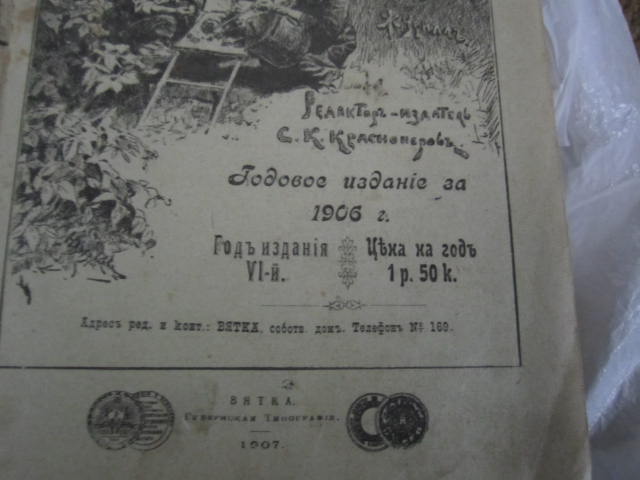 Журнал.
Редакторъ-издатель
С. К. Красноперовъ.
Годовое изданіе за
1906 г.
Годъ изданія
VI-й.
Цѣна на годъ
1 р. 50 к.
Адресъ ред. и конт.: ВЯТКА, собств. домъ. Телефонъ № 169.
ВЯТКА.
Губернская Типографія.
1907.